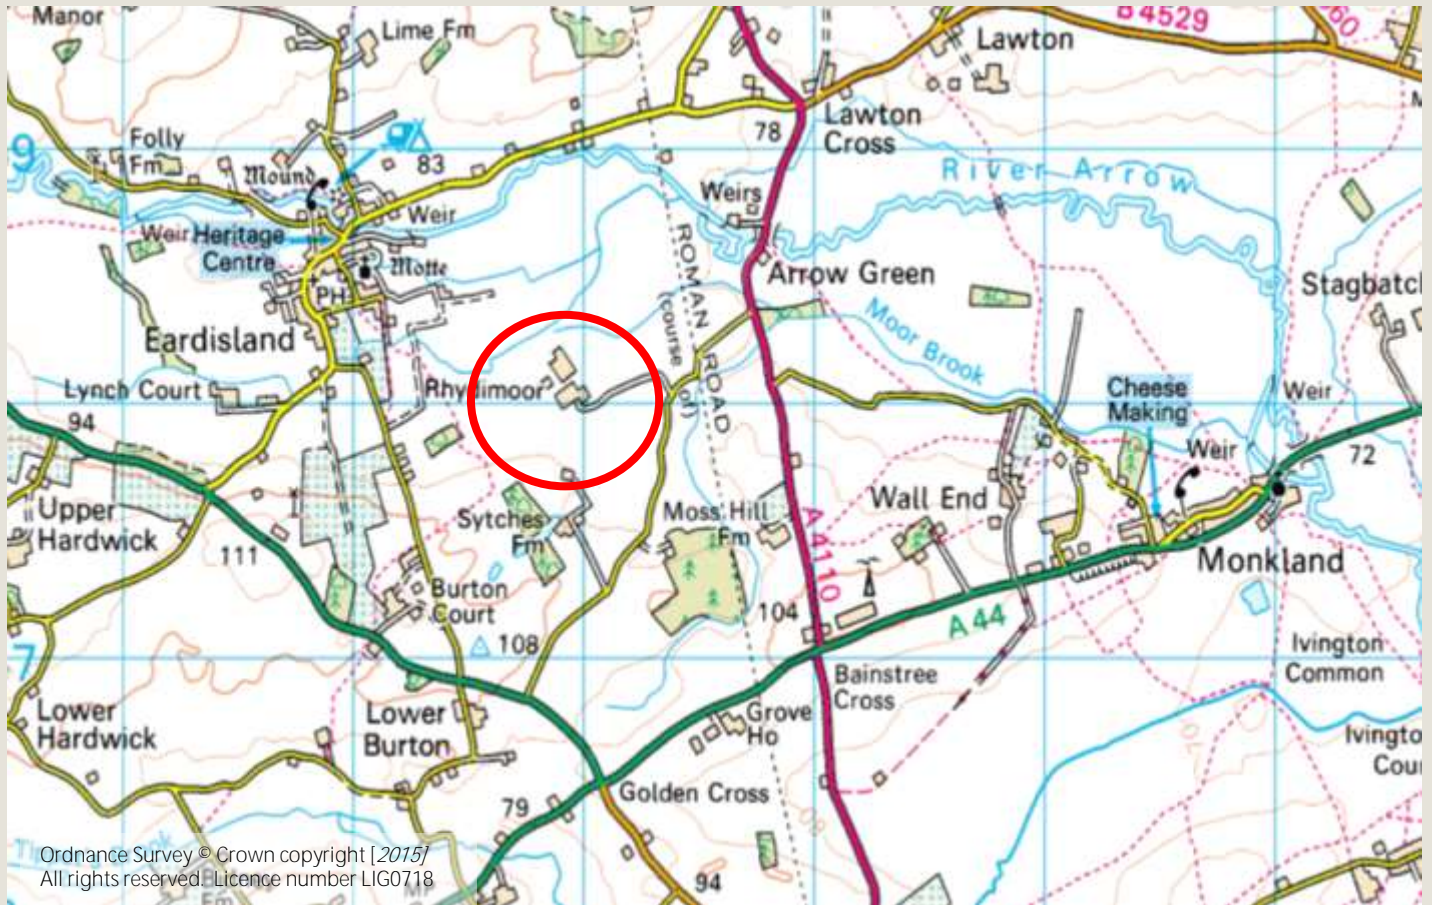 Manor
Lime Fm
B4529
Lawton
Lawton
Cross
78
Folly
Fm
9
Mound
83
River Arrow
Weir
Weirs
Weir
Heritage
Centre
Motte
PH
ROMAN ROAD
(course of)
Arrow Green
Eardisland
Moor Brook
Lynch Court
Cheese
Making
Weir
94
Weir
72
Upper
Hardwick
Sytches
Fm
Moss Hill
Fm
Wall End
A4110
111
Monkland
Burton
Court
104
A44
108
7
Ivington
Common
Bainstree
Cross
Lower
Hardwick
Lower
Burton
Grove
Ho
79
Golden Cross
94
Ordnance Survey © Crown copyright [2015]
All rights reserved. Licence number LIG0718